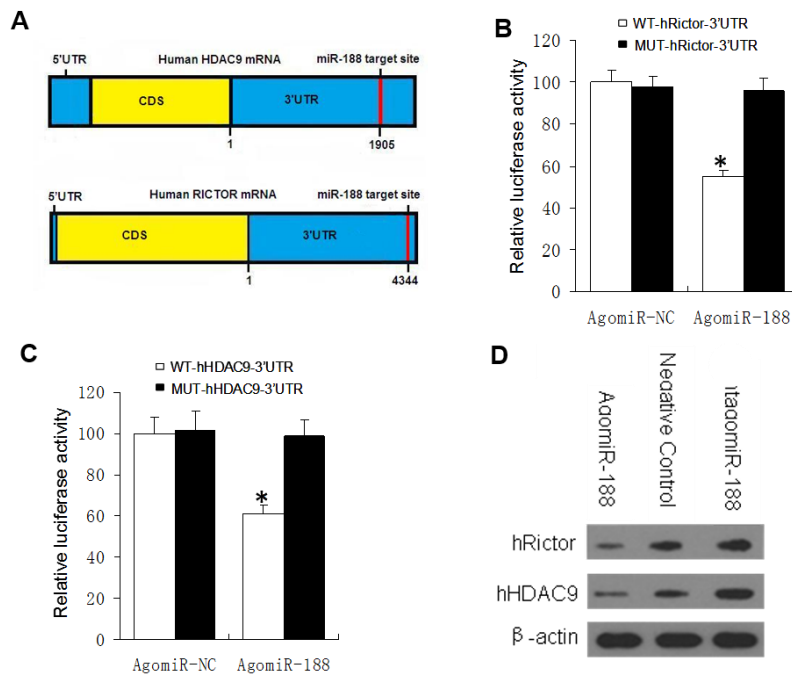 A
5'UTR Human HDAC9 mRNA miR-188 target site
CDS 3'UTR
1 1905
5'UTR Human RICTOR mRNA miR-188 target site
CDS 3'UTR
1 4344
B
WT-hRictor-3'UTR
MUT-hRictor-3'UTR
Relative luciferase activity
120
100
80
60
40
20
0
*
AgomiR-NC AgomiR-188
C
WT-hHDAC9-3'UTR
MUT-hHDAC9-3'UTR
Relative luciferase activity
120
100
80
60
40
20
0
*
AgomiR-NC AgomiR-188
D
AgomiR-188
Negative Control
ntagomiR-188
hRictor
hHDAC9
β-actin